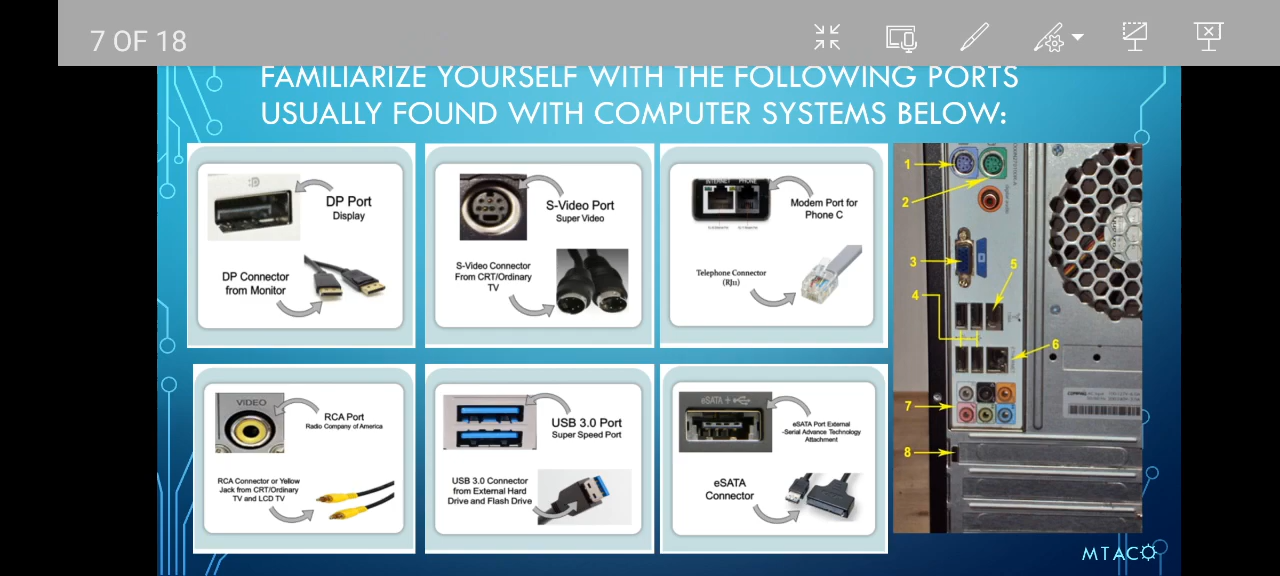 7 OF 18
FAMILIARIZE YOURSELF WITH THE FOLLOWING PORTS
USUALLY FOUND WITH COMPUTER SYSTEMS BELOW:
DP Port
Display
DP Connector
from Monitor
S-Video Port
Super Video
S-Video Connector
From CRT/Ordinary
TV
INTERNET PHONE
Modem Port for
Phone C
Telephone Connector
(RJ11)
VIDEO
RCA Port
Radio Company of America
RCA Connector or Yellow
Jack from CRT/Ordinary
TV and LCD TV
USB 3.0 Port
Super Speed Port
USB 3.0 Connector
from External Hard
Drive and Flash Drive
eSATA +
eSATA Port External
-Serial Advance Technology
Attachment
eSATA
Connector
1
2
3
4
5
6
7
8
MTACO